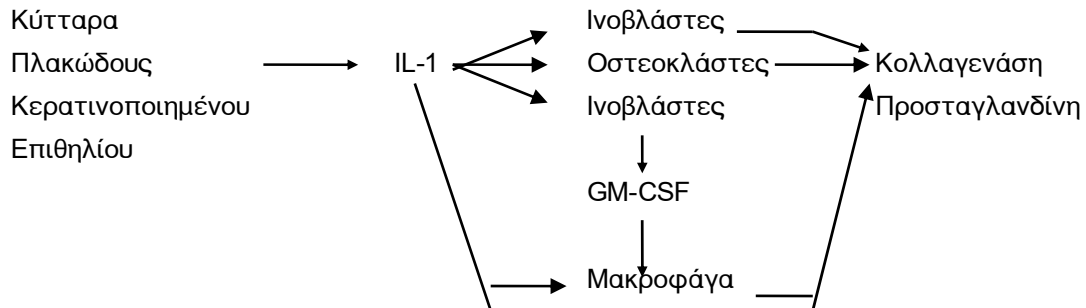 Κύτταρα
Πλακώδους
Κερατινοποιημένου
Επιθηλίου
IL-1
Ινοβλάστες
Οστεοκλάστες
Ινοβλάστες
GM-CSF
Μακροφάγα
Κολλαγενάση
Προσταγλανδίνη